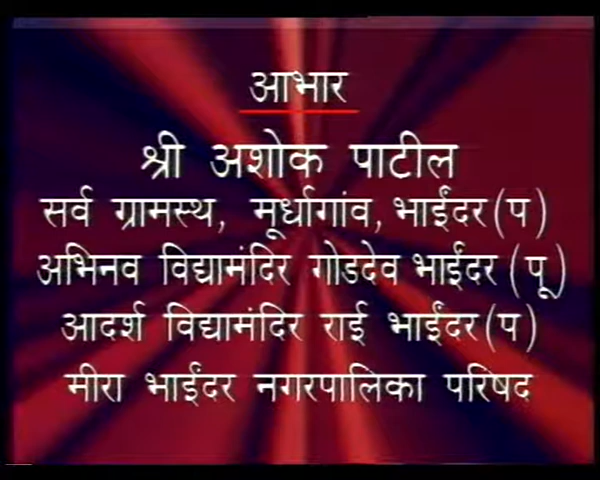 आभार
श्री अशोक पाटील
सर्व ग्रामस्थ, मूर्धागांव, भाईंदर (प)
अभिनव विद्यामंदिर गोडदेव भाईंदर (पू)
आदर्श विद्यामंदिर राई भाईंदर (प)
मीरा भाईंदर नगरपालिका परिषद